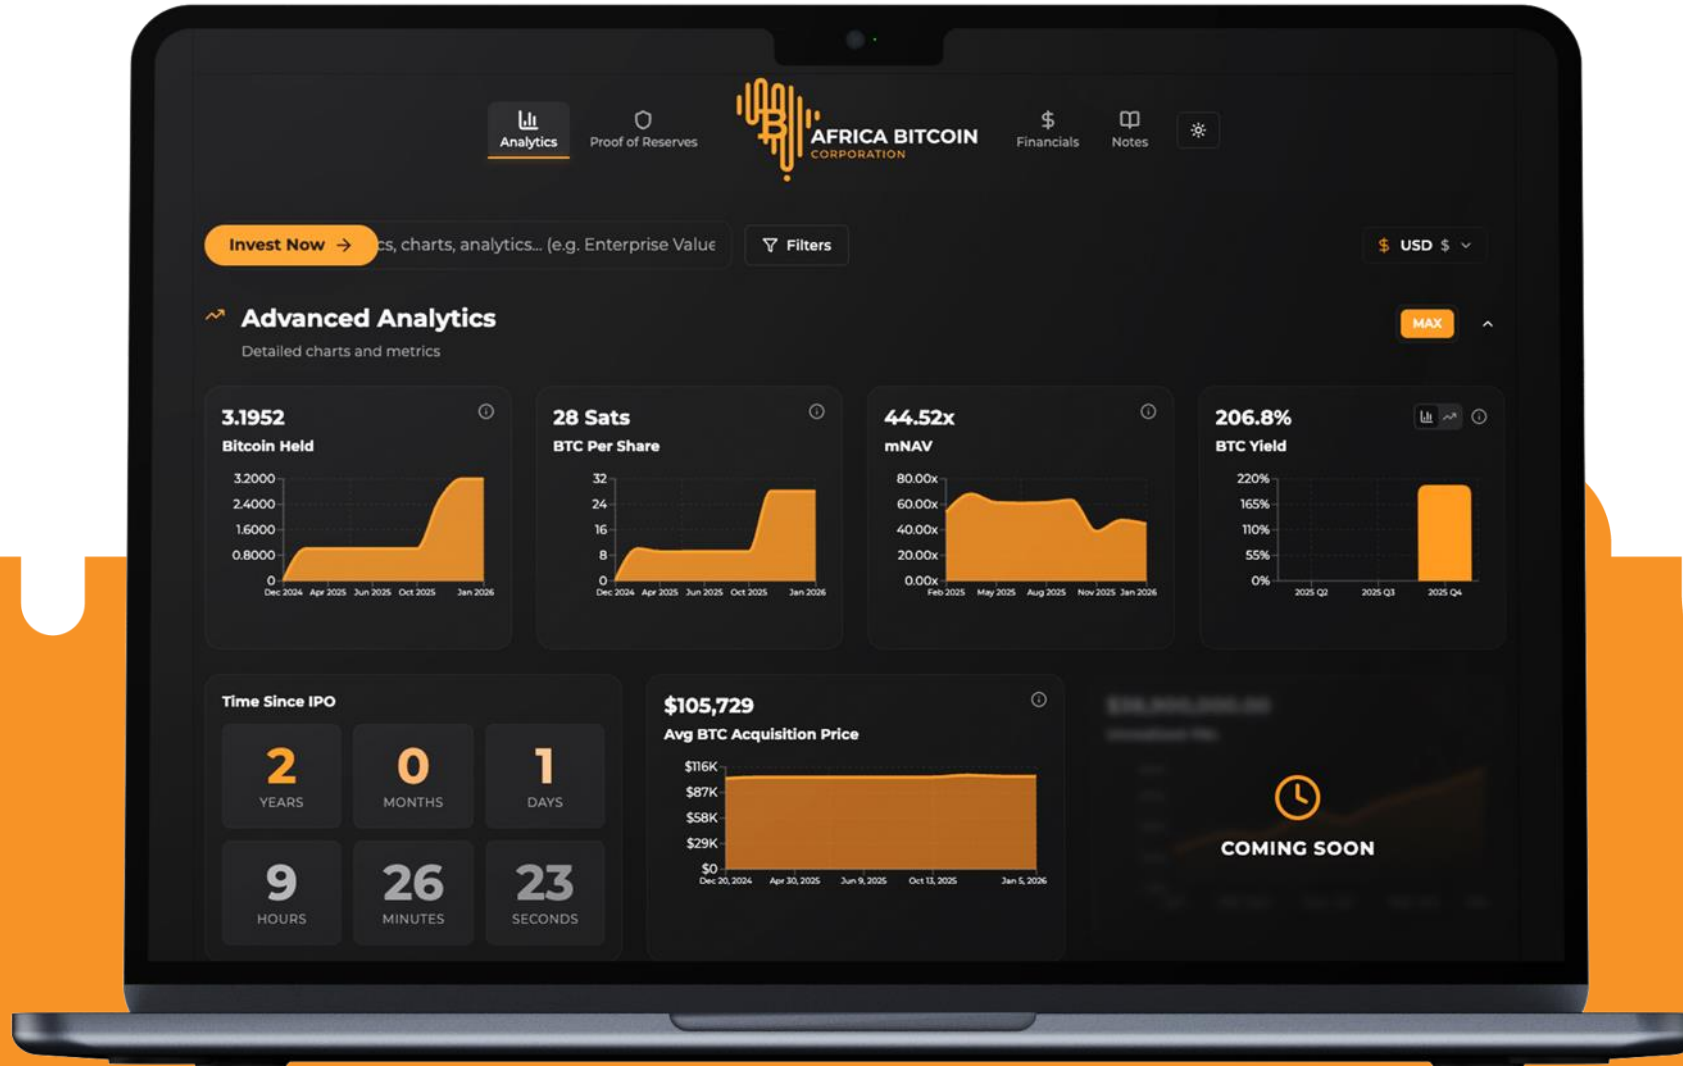 Analytics
Proof of Reserves
AFRICA BITCOIN
CORPORATION
Financials
Notes
Invest Now →
cs, charts, analytics... (e.g. Enterprise Value
Filters
$ USD $
Advanced Analytics
MAX
Detailed charts and metrics
3.1952
Bitcoin Held
3.2000
2.4000
1.6000
0.8000
0
Dec 2024 Apr 2025 Jun 2025 Oct 2025 Jan 2026
28 Sats
BTC Per Share
32
24
16
8
0
Dec 2024 Apr 2025 Jun 2025 Oct 2025 Jan 2026
44.52x
mNAV
80.00x
60.00x
40.00x
20.00x
0.00x
Feb 2025 May 2025 Aug 2025 Nov 2025 Jan 2026
206.8%
BTC Yield
220%
165%
110%
55%
0%
2025 Q2 2025 Q3 2025 Q4
Time Since IPO
2
YEARS
0
MONTHS
1
DAYS
9
HOURS
26
MINUTES
23
SECONDS
$105,729
Avg BTC Acquisition Price
$116K
$87K
$58K
$29K
$0
Dec 20, 2024 Apr 30, 2025 Jun 9, 2025 Oct 13, 2025 Jan 5, 2026
COMING SOON